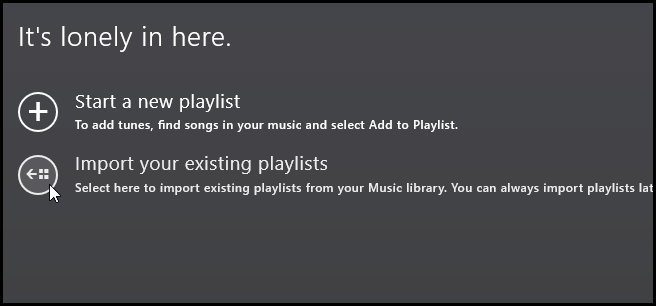 It's lonely in here.
Start a new playlist
To add tunes, find songs in your music and select Add to Playlist.
Import your existing playlists
Select here to import existing playlists from your Music library. You can always import playlists lat